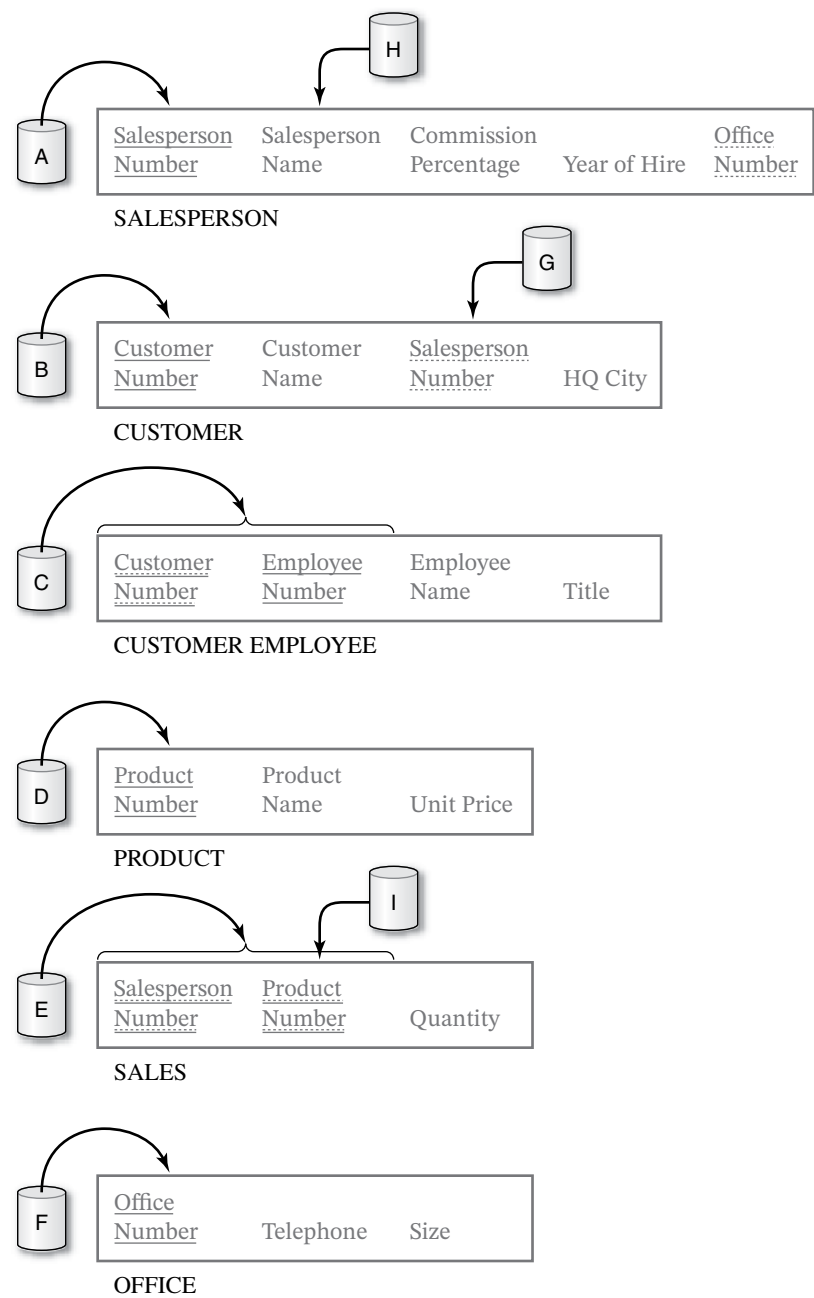 H
A
Salesperson Salesperson Commission Office
Number Name Percentage Year of Hire Number
SALESPERSON
G
B
Customer Customer Salesperson
Number Name Number HQ City
CUSTOMER
C
Customer Employee Employee
Number Number Name Title
CUSTOMER EMPLOYEE
D
Product Product
Number Name Unit Price
PRODUCT
I
E
Salesperson Product
Number Number Quantity
SALES
F
Office
Number Telephone Size
OFFICE